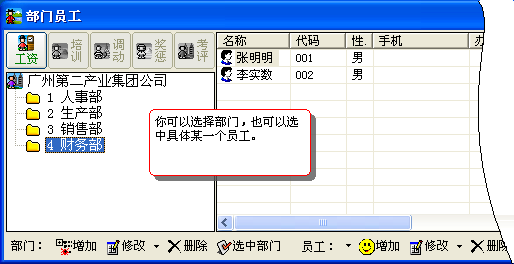 部门员工
工资 培训 调动 奖惩 考评
广州第二产业集团公司
1 人事部
2 生产部
3 销售部
4 财务部
名称 代码 性. 手机
张明明 001 男
李实数 002 男
你可以选择部门，也可以选
中具体某一个员工。
部门： 增加 修改 删除 选中部门 员工： 增加 修改 删除